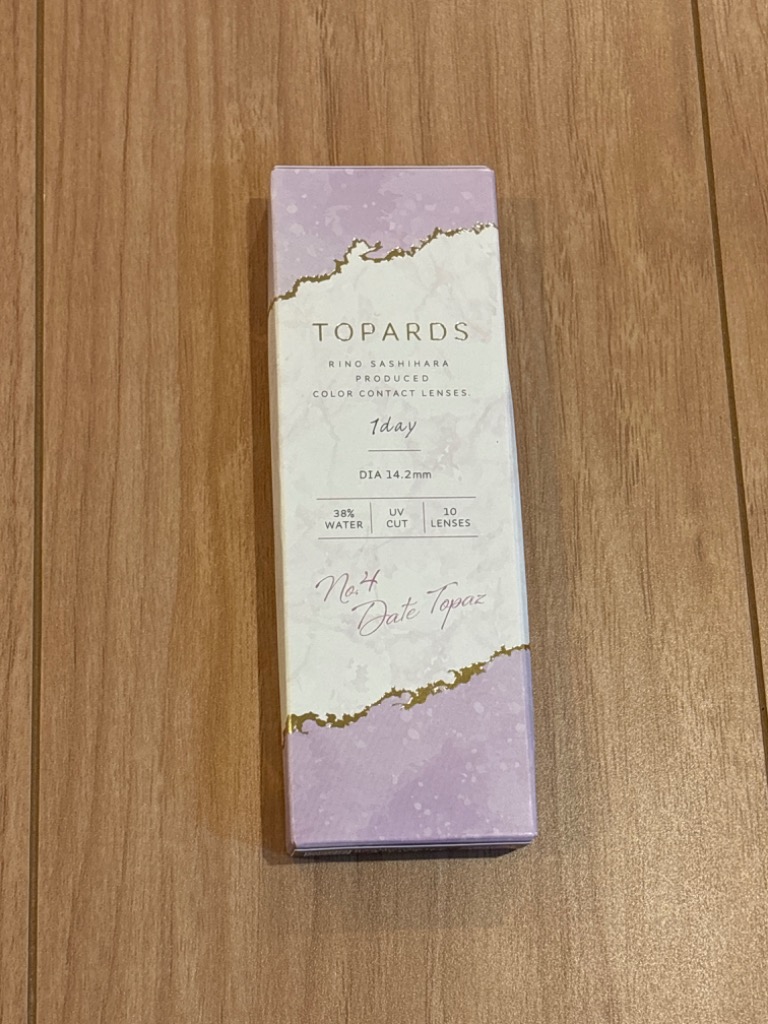 TOPARDS
RINO SASHIHARA
PRODUCED
COLOR CONTACT LENSES.
1day
DIA 14.2mm
38% WATER
UV CUT
10 LENSES
No.4
Date Topaz